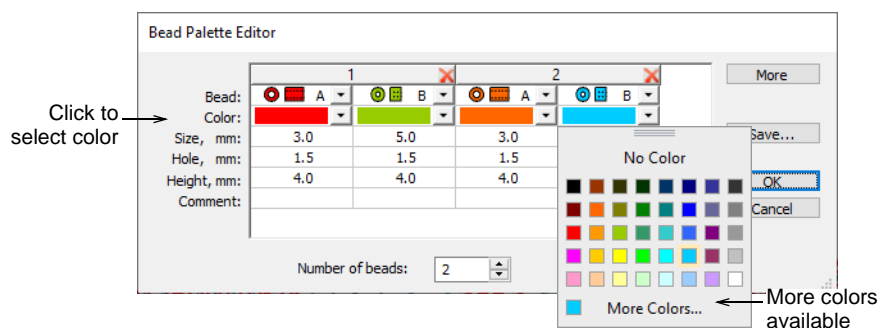 Bead Palette Editor
1 2 More
Bead: A B A B
Click to select color
Color:
Size, mm: 3.0 5.0 3.0 Save...
Hole, mm: 1.5 1.5 1.5 No Color
Height, mm: 4.0 4.0 4.0 OK
Comment: Cancel
Number of beads: 2
More Colors...
More colors available